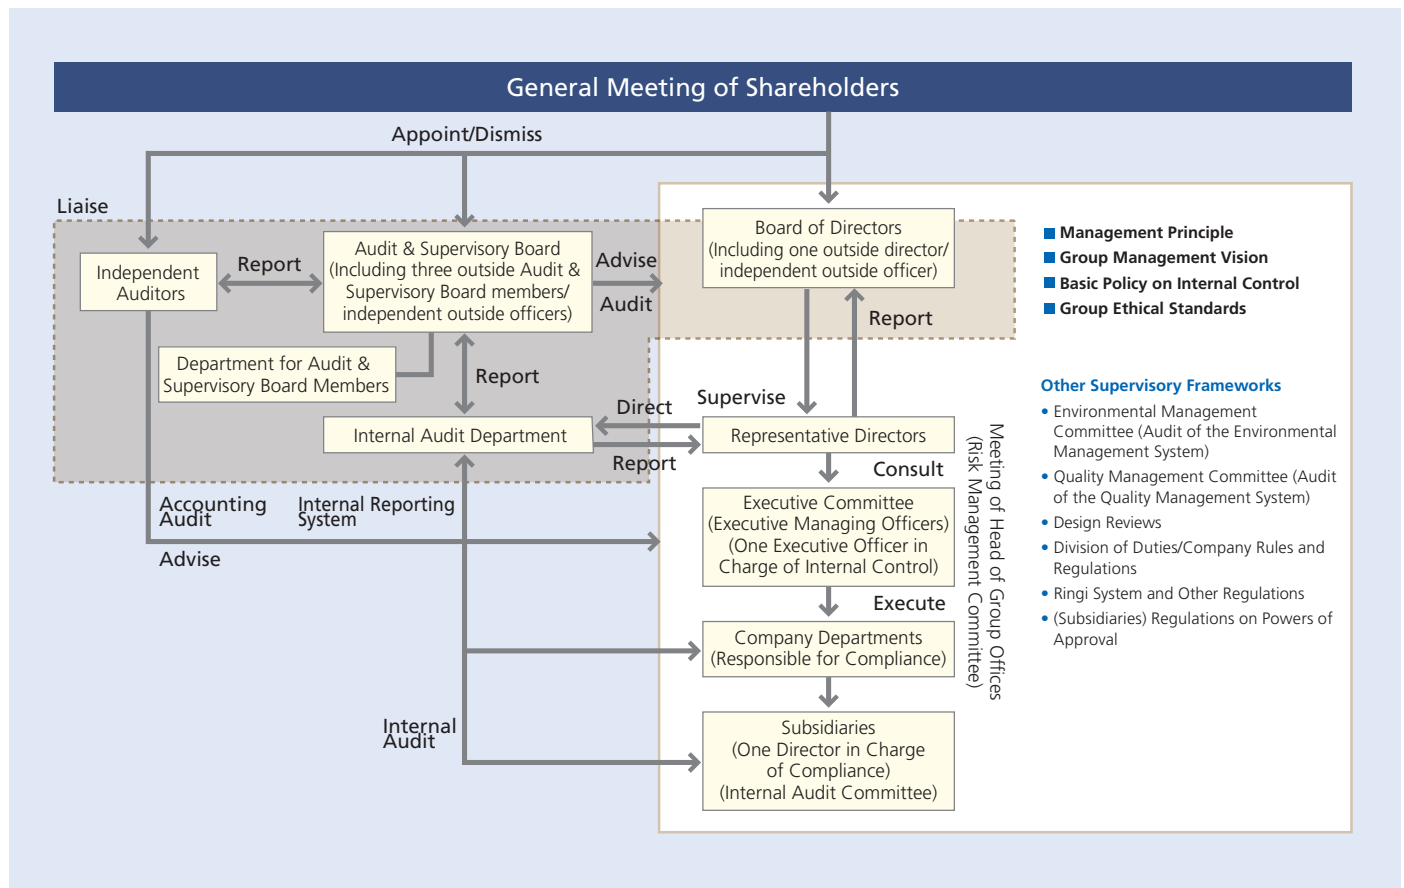 General Meeting of Shareholders
Appoint/Dismiss
Liaise
Independent
Auditors
Report
Audit & Supervisory Board
(Including three outside Audit &
Supervisory Board members/
independent outside officers)
Advise
Audit
Board of Directors
(Including one outside director/
independent outside officer)
Report
Department for Audit &
Supervisory Board Members
Report
Supervise
Direct
Internal Audit Department
Report
Representative Directors
Consult
Accounting
Audit
Internal Reporting
System
Advise
Executive Committee
(Executive Managing Officers)
(One Executive Officer in
Charge of Internal Control)
Execute
Company Departments
(Responsible for Compliance)
Internal
Audit
Subsidiaries
(One Director in Charge
of Compliance)
(Internal Audit Committee)
Meeting of Head of Group Offices
(Risk Management Committee)
■ Management Principle
■ Group Management Vision
■ Basic Policy on Internal Control
■ Group Ethical Standards
Other Supervisory Frameworks
• Environmental Management
Committee (Audit of the Environmental
Management System)
• Quality Management Committee (Audit
of the Quality Management System)
• Design Reviews
• Division of Duties/Company Rules and
Regulations
• Ringi System and Other Regulations
• (Subsidiaries) Regulations on Powers of
Approval